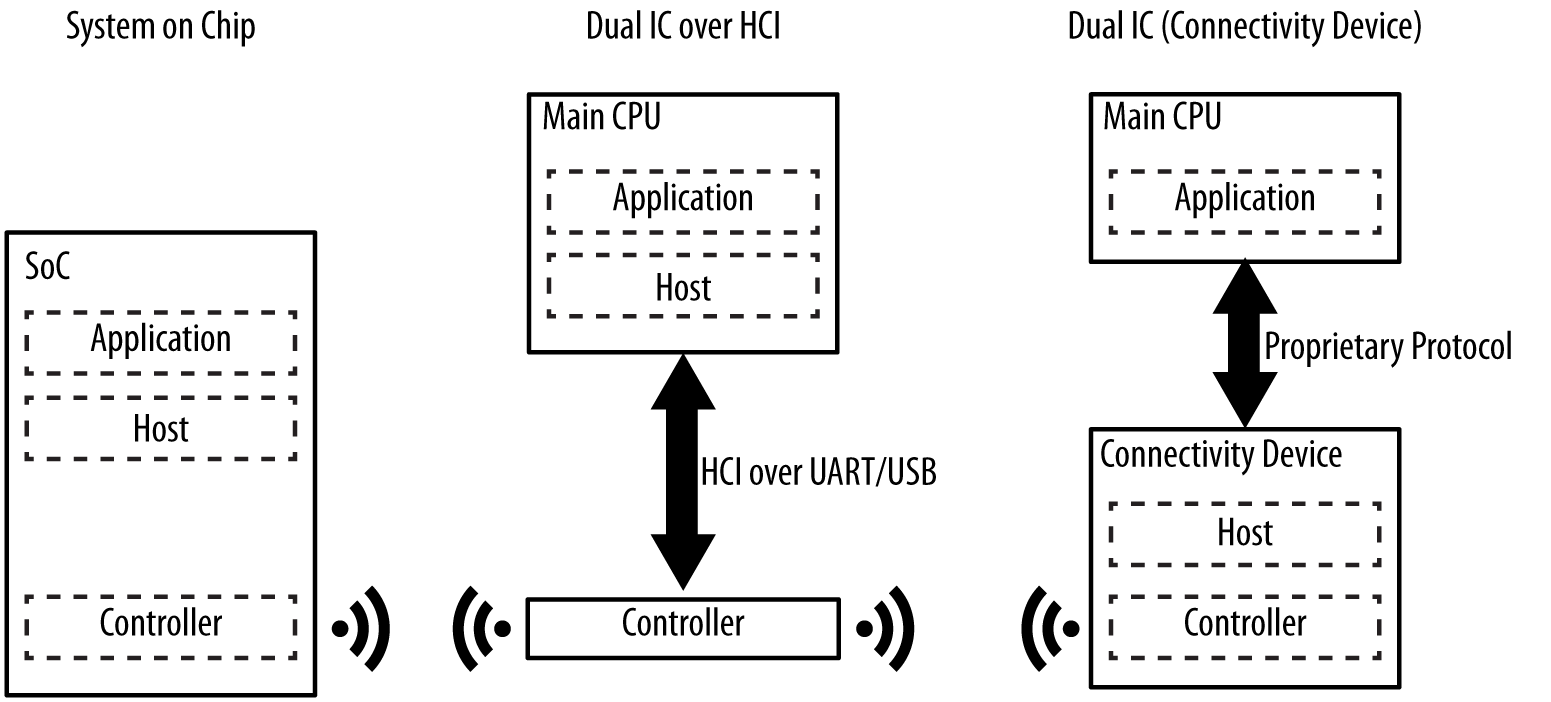 System on Chip
SoC
Application
Host
Controller
Dual IC over HCI
Main CPU
Application
Host
HCI over UART/USB
Controller
Dual IC (Connectivity Device)
Main CPU
Application
Proprietary Protocol
Connectivity Device
Host
Controller